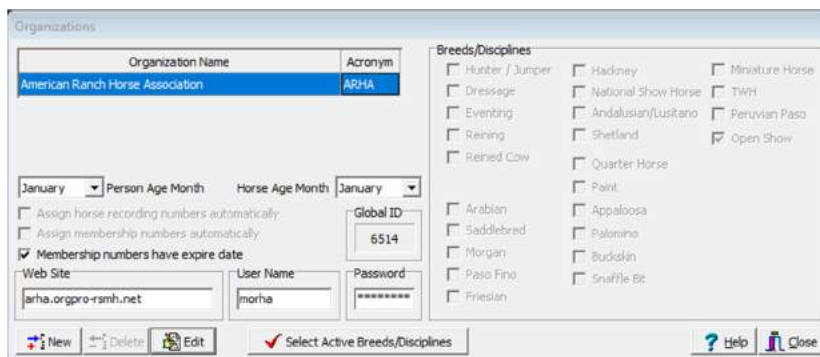 Organizations
Organization Name Acronym
American Ranch Horse Association ARHA
January Person Age Month Horse Age Month January
Assign horse recording numbers automatically
Assign membership numbers automatically
Membership numbers have expire date
Global ID
6514
Web Site User Name Password
arha.orgpro-rsmh.net morha ********
Breeds/Disciplines
Hunter / Jumper Hackney Miniature Horse
Dressage National Show Horse TWH
Eventing Andalusian/Lusitano Peruvian Paso
Reining Shetland Open Show
Reined Cow Quarter Horse
Paint
Arabian Appaloosa
Saddlebred Palomino
Morgan Buckskin
Paso Fino Snaffle Bit
Friesian
New Delete Edit Select Active Breeds/Disciplines Help Close